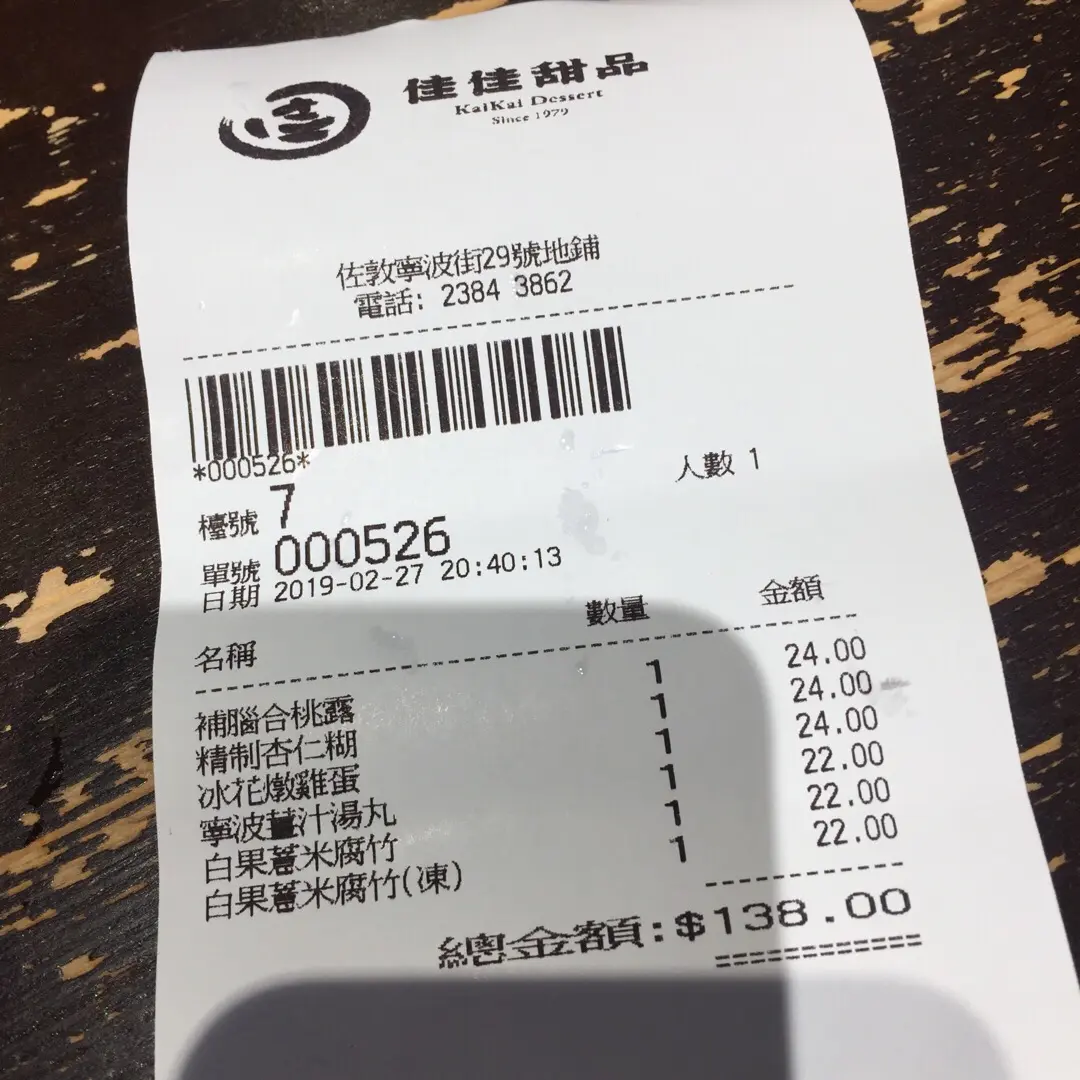 佳佳甜品
KaiKai Dessert
Since 1979
佐敦寧波街29號地鋪
電話: 2384 3862
*000526*
人數 1
檯號 7
單號 000526
日期 2019-02-27 20:40:13
名稱 數量 金額
補腦合桃露 1 24.00
精制杏仁糊 1 24.00
冰花燉雞蛋 1 24.00
寧波薑汁湯丸 1 22.00
白果薏米腐竹 1 22.00
白果薏米腐竹(凍) 1 22.00
總金額:$138.00